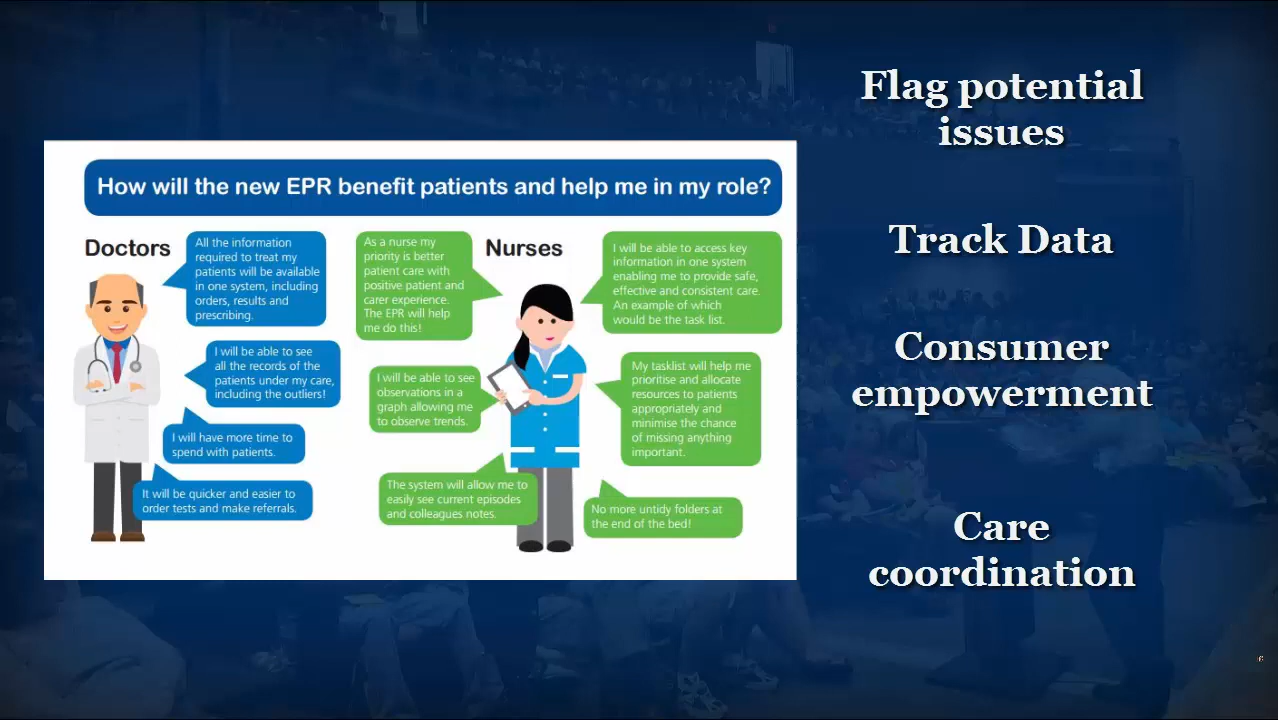 How will the new EPR benefit patients and help me in my role?
Doctors
All the information
required to treat my
patients will be available
in one system, including
orders, results and
prescribing.
I will be able to see
all the records of the
patients under my care,
including the outliers!
I will have more time to
spend with patients.
It will be quicker and easier to
order tests and make referrals.
As a nurse my
priority is better
patient care with
positive patient and
carer experience.
The EPR will help
me do this!
Nurses
I will be able to access key
information in one system
enabling me to provide safe,
effective and consistent care.
An example of which
would be the task list.
I will be able to see
observations in a
graph allowing me
to observe trends.
My tasklist will help me
prioritise and allocate
resources to patients
appropriately and
minimise the chance
of missing anything
important.
The system will allow me to
easily see current episodes
and colleagues notes.
No more untidy folders at
the end of the bed!
Flag potential
issues
Track Data
Consumer
empowerment
Care
coordination